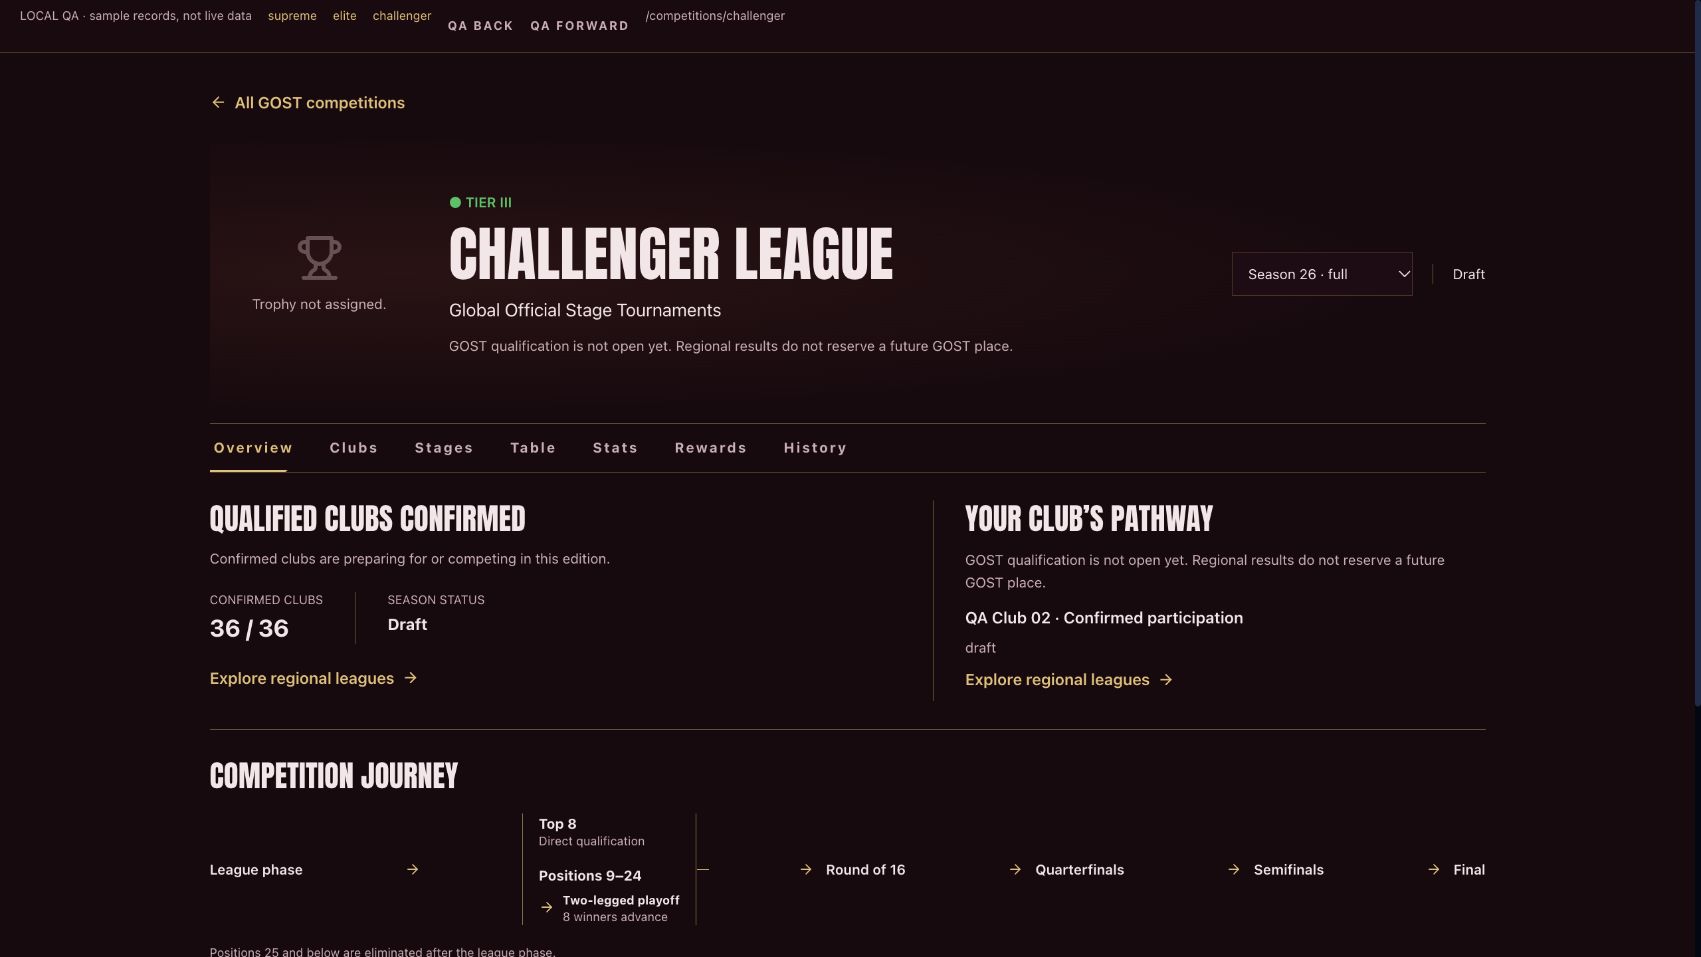 LOCAL QA · sample records, not live data supreme elite challenger QA BACK QA FORWARD /competitions/challenger
← All GOST competitions
TIER III
CHALLENGER LEAGUE
Trophy not assigned.
Global Official Stage Tournaments
GOST qualification is not open yet. Regional results do not reserve a future GOST place.
Season 26 · full
Draft
Overview Clubs Stages Table Stats Rewards History
QUALIFIED CLUBS CONFIRMED
Confirmed clubs are preparing for or competing in this edition.
CONFIRMED CLUBS
36 / 36
SEASON STATUS
Draft
Explore regional leagues →
YOUR CLUB’S PATHWAY
GOST qualification is not open yet. Regional results do not reserve a future
GOST place.
QA Club 02 · Confirmed participation
draft
Explore regional leagues →
COMPETITION JOURNEY
League phase →
Top 8
Direct qualification
Positions 9–24
→ Two-legged playoff
8 winners advance
→ Round of 16 → Quarterfinals → Semifinals → Final
Positions 25 and below are eliminated after the league phase.